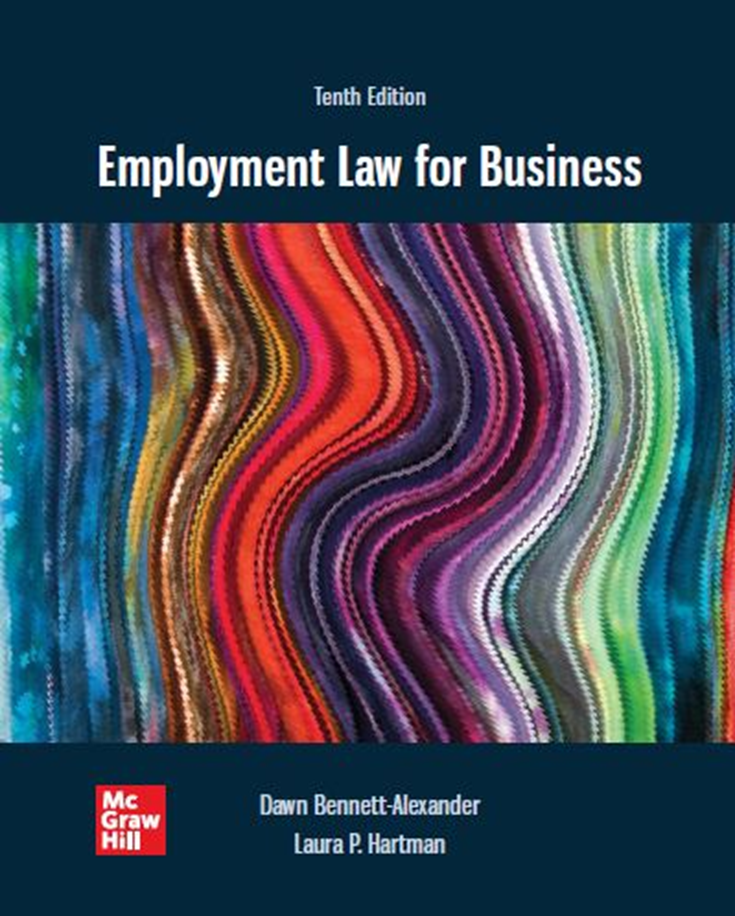 Tenth Edition
Employment Law for Business
Mc
Graw
Hill
Dawn Bennett-Alexander
Laura P. Hartman